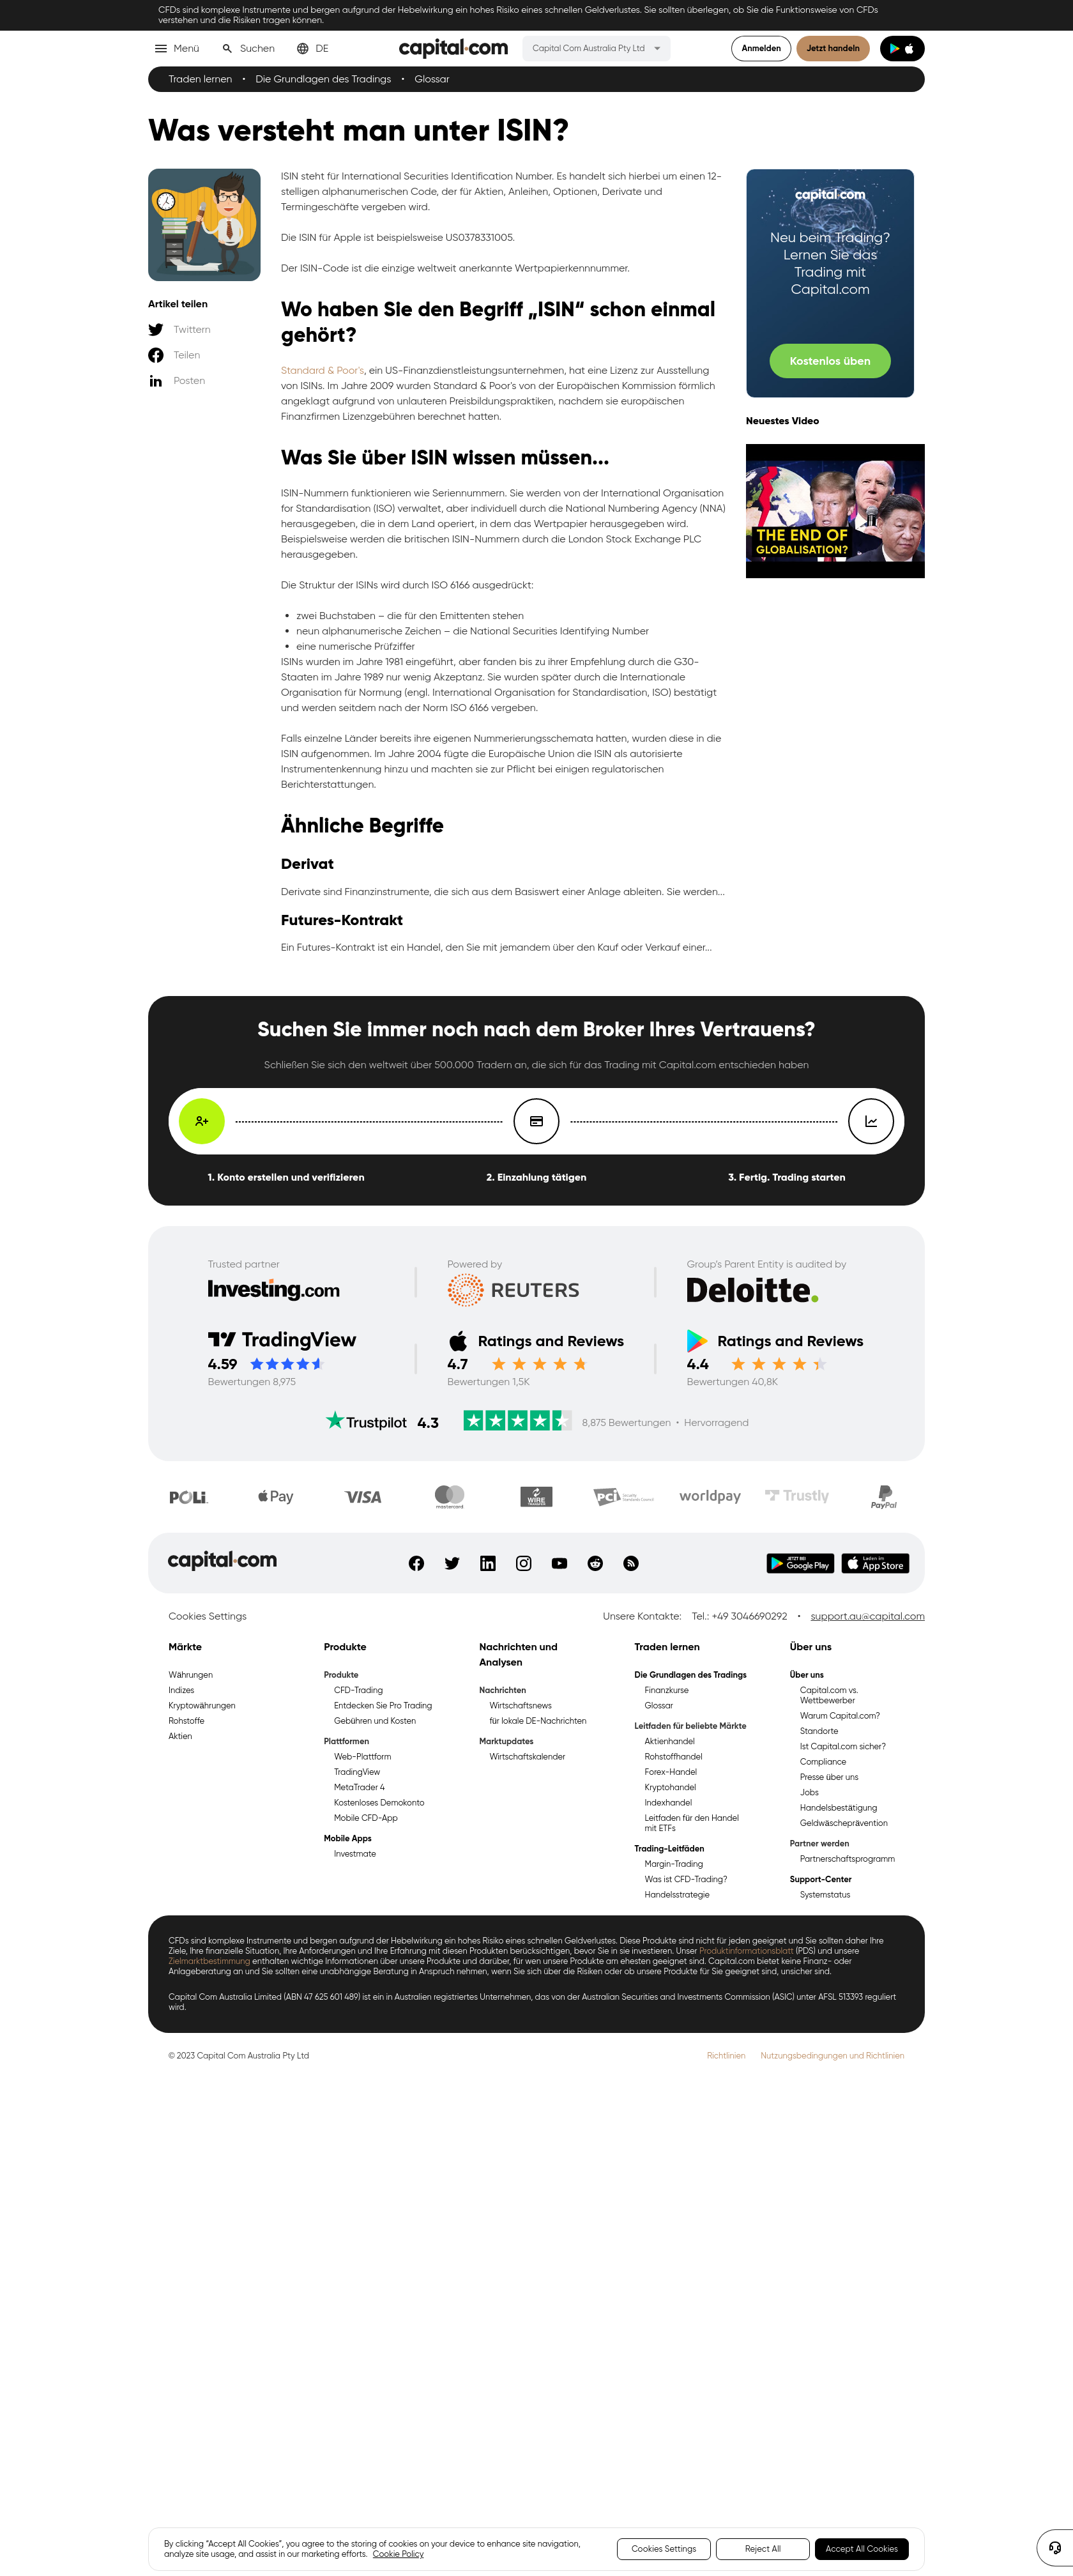 CFDs sind komplexe Instrumente und bergen aufgrund der Hebelwirkung ein hohes Risiko eines schnellen Geldverlustes. Sie sollten überlegen, ob Sie die Funktionsweise von CFDs
verstehen und die Risiken tragen können.
Menü
Suchen
DE
capital.com
Capital Com Australia Pty Ltd
Anmelden
Jetzt handeln
Traden lernen • Die Grundlagen des Tradings • Glossar
Was versteht man unter ISIN?
Artikel teilen
Twittern
Teilen
Posten
ISIN steht für International Securities Identification Number. Es handelt sich hierbei um einen 12-
stelligen alphanumerischen Code, der für Aktien, Anleihen, Optionen, Derivate und
Termingeschäfte vergeben wird.
Die ISIN für Apple ist beispielsweise US0378331005.
Der ISIN-Code ist die einzige weltweit anerkannte Wertpapierkennnummer.
Wo haben Sie den Begriff „ISIN“ schon einmal
gehört?
Standard & Poor's, ein US-Finanzdienstleistungsunternehmen, hat eine Lizenz zur Ausstellung
von ISINs. Im Jahre 2009 wurden Standard & Poor's von der Europäischen Kommission förmlich
angeklagt aufgrund von unlauteren Preisbildungspraktiken, nachdem sie europäischen
Finanzfirmen Lizenzgebühren berechnet hatten.
Was Sie über ISIN wissen müssen...
ISIN-Nummern funktionieren wie Seriennummern. Sie werden von der International Organisation
for Standardisation (ISO) verwaltet, aber individuell durch die National Numbering Agency (NNA)
herausgegeben, die in dem Land operiert, in dem das Wertpapier herausgegeben wird.
Beispielsweise werden die britischen ISIN-Nummern durch die London Stock Exchange PLC
herausgegeben.
Die Struktur der ISINs wird durch ISO 6166 ausgedrückt:
• zwei Buchstaben – die für den Emittenten stehen
• neun alphanumerische Zeichen – die National Securities Identifying Number
• eine numerische Prüfziffer
ISINs wurden im Jahre 1981 eingeführt, aber fanden bis zu ihrer Empfehlung durch die G30-
Staaten im Jahre 1989 nur wenig Akzeptanz. Sie wurden später durch die Internationale
Organisation für Normung (engl. International Organisation for Standardisation, ISO) bestätigt
und werden seitdem nach der Norm ISO 6166 vergeben.
Falls einzelne Länder bereits ihre eigenen Nummerierungsschemata hatten, wurden diese in die
ISIN aufgenommen. Im Jahre 2004 fügte die Europäische Union die ISIN als autorisierte
Instrumentenkennung hinzu und machten sie zur Pflicht bei einigen regulatorischen
Berichterstattungen.
Ähnliche Begriffe
Derivat
Derivate sind Finanzinstrumente, die sich aus dem Basiswert einer Anlage ableiten. Sie werden...
Futures-Kontrakt
Ein Futures-Kontrakt ist ein Handel, den Sie mit jemandem über den Kauf oder Verkauf einer...
capital.com
Neu beim Trading?
Lernen Sie das
Trading mit
Capital.com
Kostenlos üben
Neuestes Video
THE END OF
GLOBALISATION?
Suchen Sie immer noch nach dem Broker Ihres Vertrauens?
Schließen Sie sich den weltweit über 500.000 Tradern an, die sich für das Trading mit Capital.com entschieden haben
1. Konto erstellen und verifizieren
2. Einzahlung tätigen
3. Fertig. Trading starten
Trusted partner
Investing.com
Powered by
REUTERS
Group's Parent Entity is audited by
Deloitte.
TradingView
4.59
Bewertungen 8,975
Ratings and Reviews
4.7
Bewertungen 1,5K
Ratings and Reviews
4.4
Bewertungen 40,8K
Trustpilot 4.3
8,875 Bewertungen • Hervorragend
POLi.
Pay
VISA
mastercard
WIRE
TRANSFER
PCI Security Standards Council
worldpay
Trustly
PayPal
capital.com
JETZT BEI
Google Play
Laden im
App Store
Cookies Settings
Unsere Kontakte: Tel.: +49 3046690292 • support.au@capital.com
Märkte
Währungen
Indizes
Kryptowährungen
Rohstoffe
Aktien
Produkte
Produkte
CFD-Trading
Entdecken Sie Pro Trading
Gebühren und Kosten
Plattformen
Web-Plattform
TradingView
MetaTrader 4
Kostenloses Demokonto
Mobile CFD-App
Mobile Apps
Investmate
Nachrichten und
Analysen
Nachrichten
Wirtschaftsnews
für lokale DE-Nachrichten
Marktupdates
Wirtschaftskalender
Traden lernen
Die Grundlagen des Tradings
Finanzkurse
Glossar
Leitfaden für beliebte Märkte
Aktienhandel
Rohstoffhandel
Forex-Handel
Kryptohandel
Indexhandel
Leitfaden für den Handel
mit ETFs
Trading-Leitfäden
Margin-Trading
Was ist CFD-Trading?
Handelsstrategie
Über uns
Über uns
Capital.com vs.
Wettbewerber
Warum Capital.com?
Standorte
Ist Capital.com sicher?
Compliance
Presse über uns
Jobs
Handelsbestätigung
Geldwäscheprävention
Partner werden
Partnerschaftsprogramm
Support-Center
Systemstatus
CFDs sind komplexe Instrumente und bergen aufgrund der Hebelwirkung ein hohes Risiko eines schnellen Geldverlustes. Diese Produkte sind nicht für jeden geeignet und Sie sollten daher Ihre
Ziele, Ihre finanzielle Situation, Ihre Anforderungen und Ihre Erfahrung mit diesen Produkten berücksichtigen, bevor Sie in sie investieren. Unser Produktinformationsblatt (PDS) und unsere
Zielmarktbestimmung enthalten wichtige Informationen über unsere Produkte und darüber, für wen unsere Produkte am ehesten geeignet sind. Capital.com bietet keine Finanz- oder
Anlageberatung an und Sie sollten eine unabhängige Beratung in Anspruch nehmen, wenn Sie sich über die Risiken oder ob unsere Produkte für Sie geeignet sind, unsicher sind.
Capital Com Australia Limited (ABN 47 625 601 489) ist ein in Australien registriertes Unternehmen, das von der Australian Securities and Investments Commission (ASIC) unter AFSL 513393 reguliert
wird.
© 2023 Capital Com Australia Pty Ltd
Richtlinien
Nutzungsbedingungen und Richtlinien
By clicking “Accept All Cookies”, you agree to the storing of cookies on your device to enhance site navigation,
analyze site usage, and assist in our marketing efforts. Cookie Policy
Cookies Settings
Reject All
Accept All Cookies